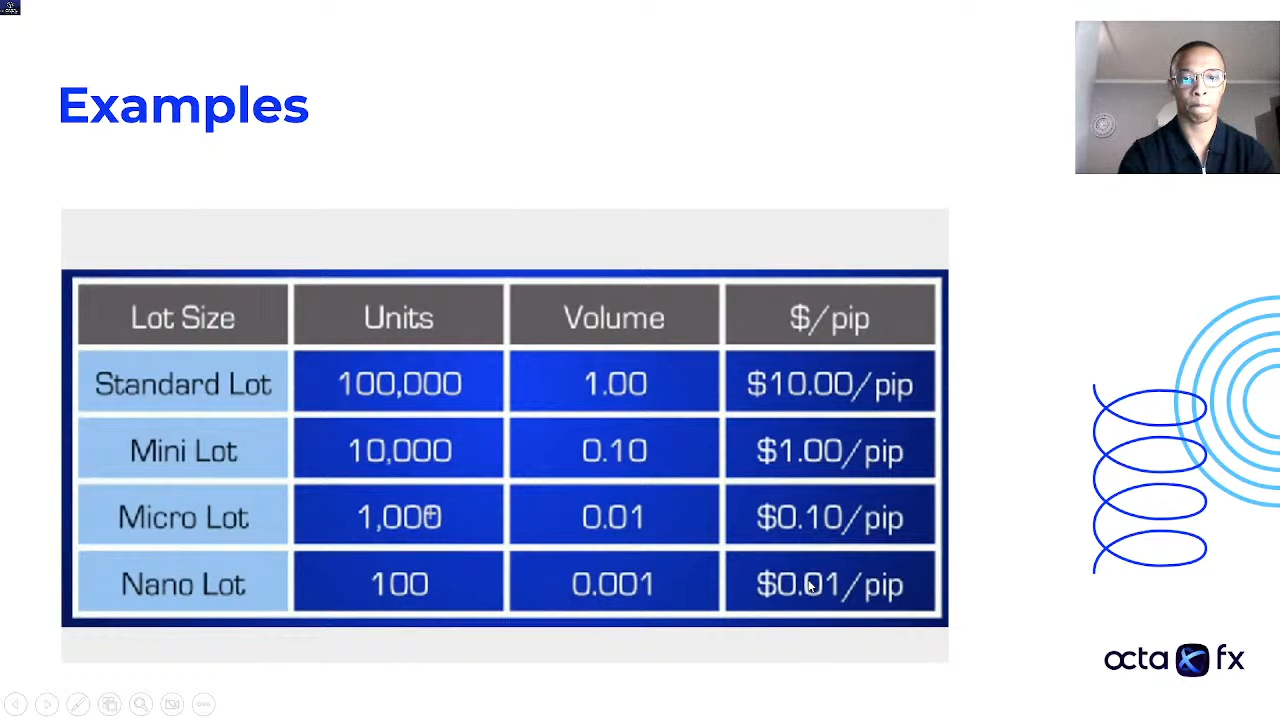 Examples
Lot Size Units Volume $/pip
Standard Lot 100,000 1.00 $10.00/pip
Mini Lot 10,000 0.10 $1.00/pip
Micro Lot 1,000 0.01 $0.10/pip
Nano Lot 100 0.001 $0.01/pip
octa fx